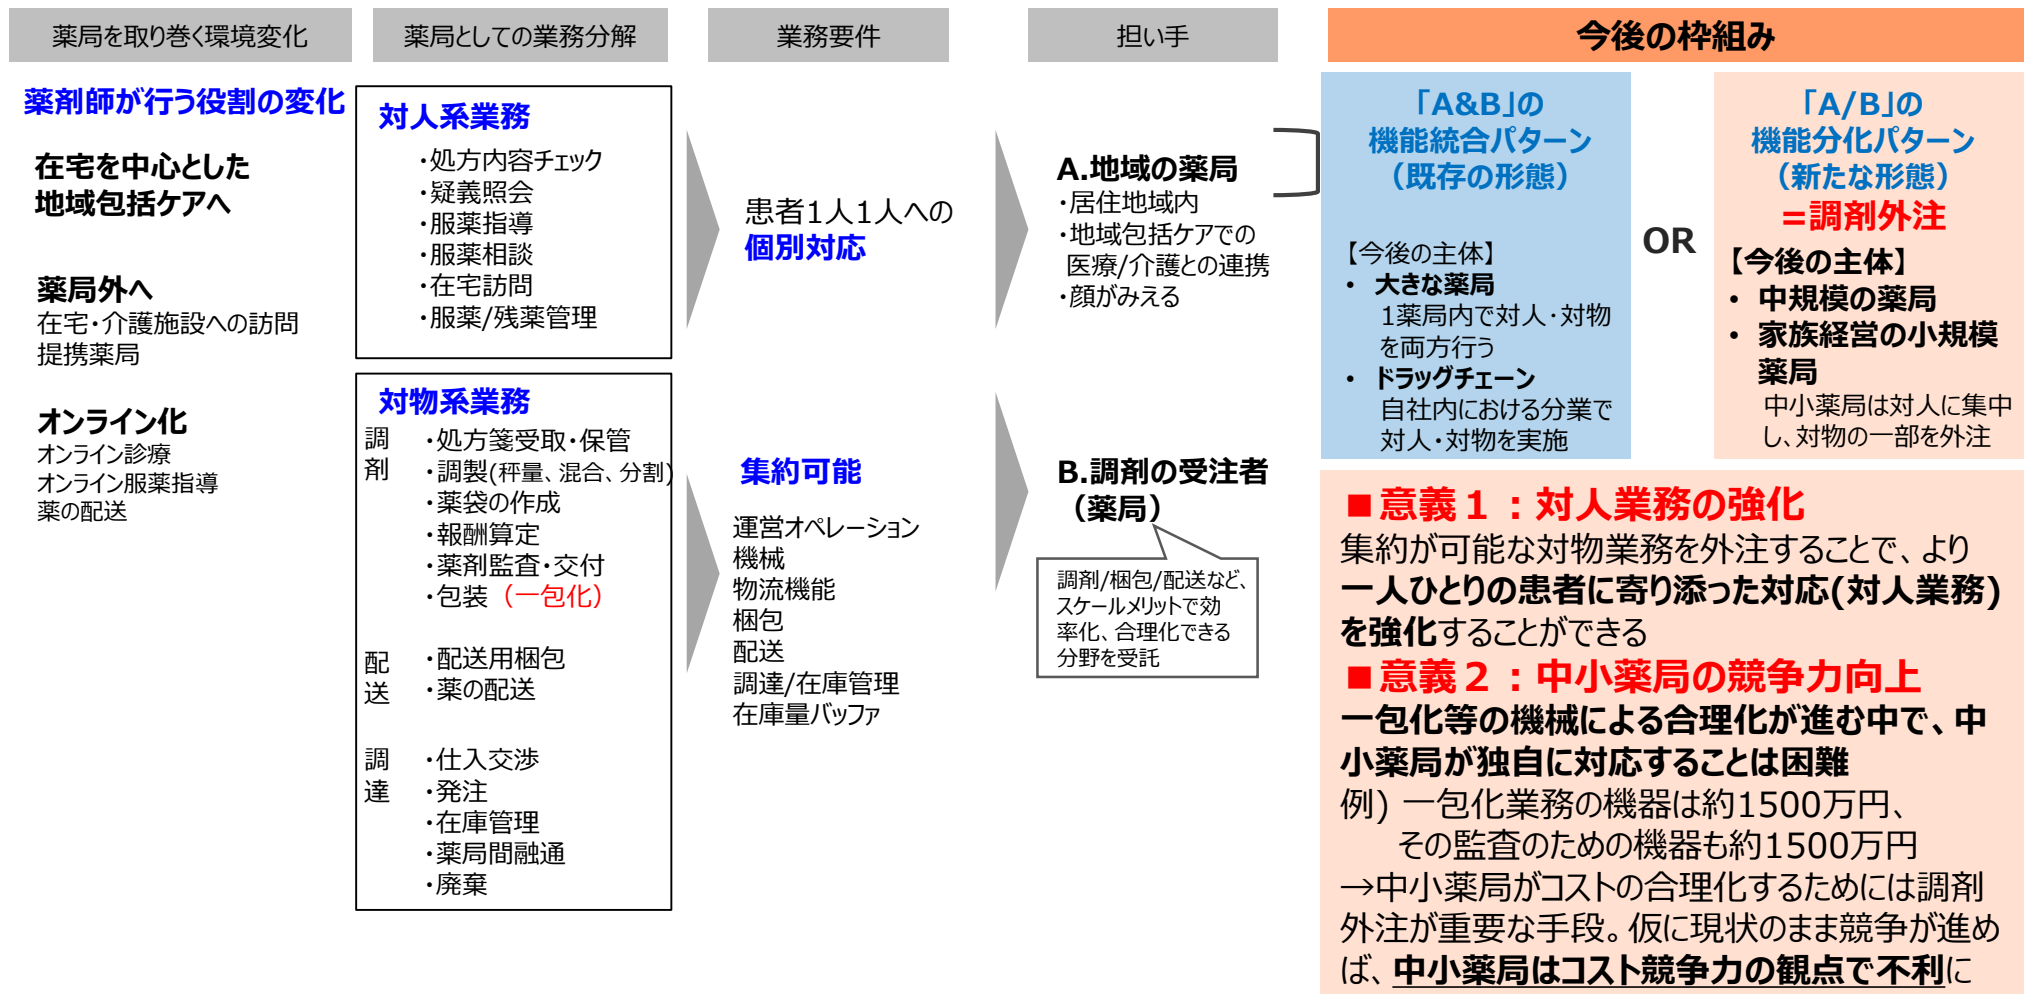 薬局を取り巻く環境変化
薬局としての業務分解
業務要件
担い手
今後の枠組み
薬剤師が行う役割の変化
在宅を中心とした
地域包括ケアへ
薬局外へ
在宅・介護施設への訪問
提携薬局
オンライン化
オンライン診療
オンライン服薬指導
薬の配送
対人系業務
・処方内容チェック
・疑義照会
・服薬指導
・服薬相談
・在宅訪問
・服薬/残薬管理
対物系業務
調
剤
・処方箋受取・保管
・調製(秤量、混合、分割)
・薬袋の作成
・報酬算定
・薬剤監査・交付
・包装（一包化）
配
送
・配送用梱包
・薬の配送
調
達
・仕入交渉
・発注
・在庫管理
・薬局間融通
・廃棄
患者1人1人への
個別対応
集約可能
運営オペレーション
機械
物流機能
梱包
配送
調達/在庫管理
在庫量バッファ
A.地域の薬局
・居住地域内
・地域包括ケアでの
医療/介護との連携
・顔がみえる
B.調剤の受注者
（薬局）
調剤/梱包/配送など、
スケールメリットで効
率化、合理化できる
分野を受託
「A&B」の
機能統合パターン
（既存の形態）
【今後の主体】
• 大きな薬局
1薬局内で対人・対物
を両方行う
• ドラッグチェーン
自社内における分業で
対人・対物を実施
OR
「A/B」の
機能分化パターン
（新たな形態）
=調剤外注
【今後の主体】
• 中規模の薬局
• 家族経営の小規模
薬局
中小薬局は対人に集中
し、対物の一部を外注
■意義１：対人業務の強化
集約が可能な対物業務を外注することで、より
一人ひとりの患者に寄り添った対応(対人業務)
を強化することができる
■意義２：中小薬局の競争力向上
一包化等の機械による合理化が進む中で、中
小薬局が独自に対応することは困難
例) 一包化業務の機器は約1500万円、
その監査のための機器も約1500万円
→中小薬局がコストの合理化するためには調剤
外注が重要な手段。仮に現状のまま競争が進め
ば、中小薬局はコスト競争力の観点で不利に